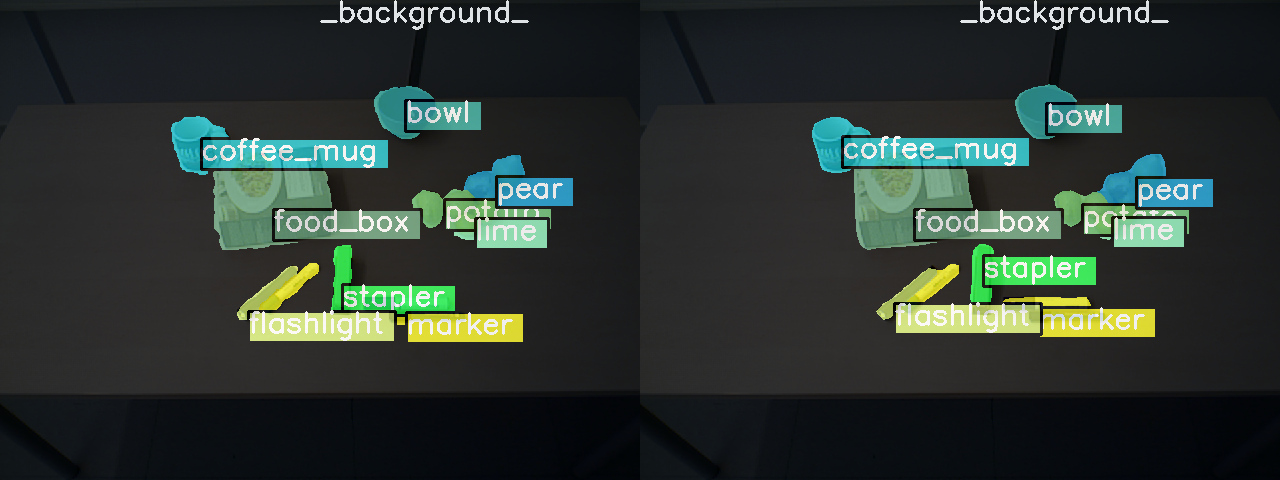 _background_
bowl
coffee_mug
pear
potato
food_box
lime
stapler
flashlight
marker
_background_
bowl
coffee_mug
pear
potato
food_box
lime
stapler
flashlight
marker